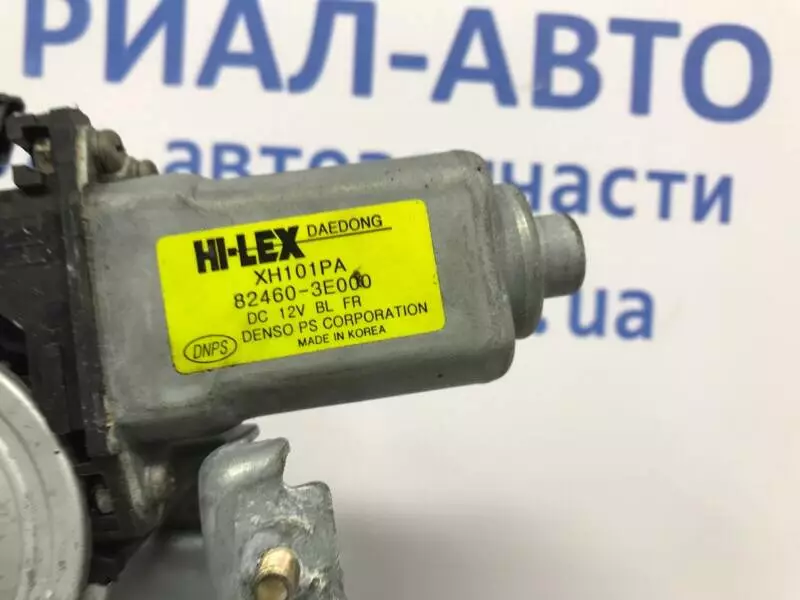 РИАЛ-АВТО
автозапчасти
.ua
HI-LEX DAEDONG
XH101PA
82460-3E000
DC 12V BL FR
DENSO PS CORPORATION
DNPS
MADE IN KOREA